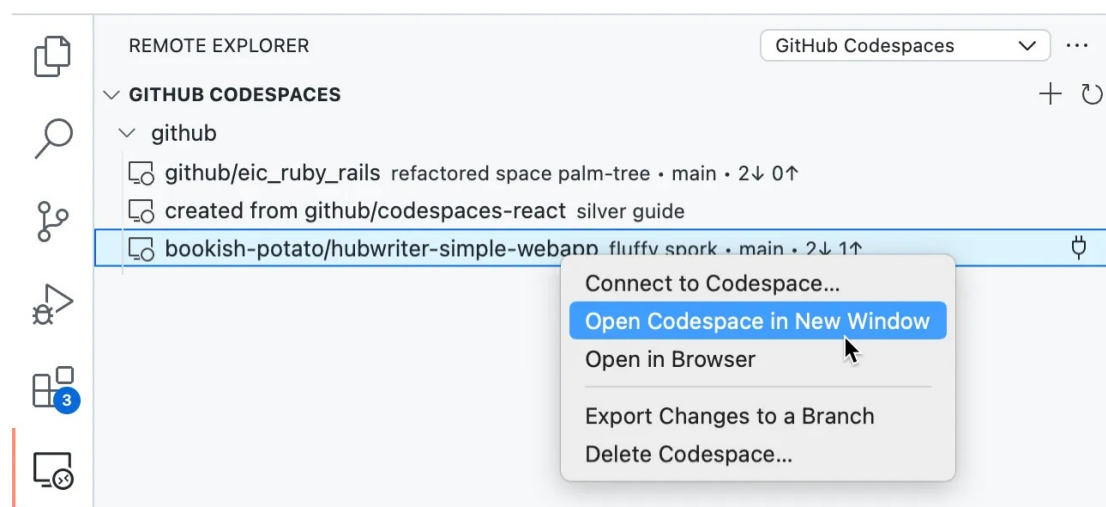 REMOTE EXPLORER
GitHub Codespaces
GITHUB CODESPACES
github
github/eic_ruby_rails refactored space palm-tree • main • 2↓ 0↑
created from github/codespaces-react silver guide
bookish-potato/hubwriter-simple-webapp fluffy spork • main • 2↓ 1↑
Connect to Codespace...
Open Codespace in New Window
Open in Browser
Export Changes to a Branch
Delete Codespace...
3